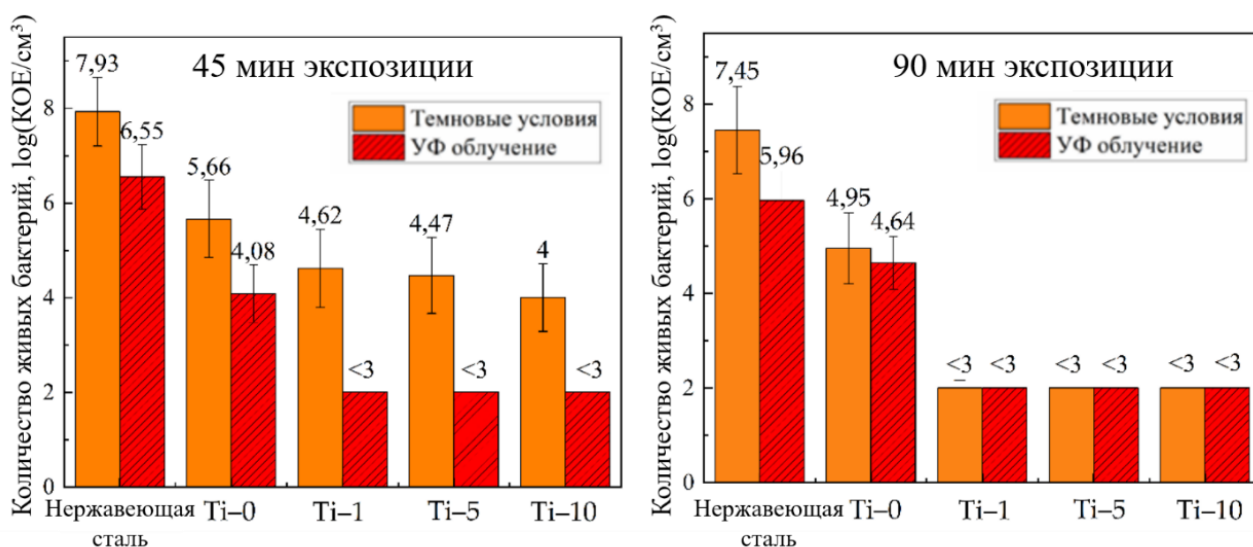 Количество живых бактерий, log(КОЕ/см³)
45 мин экспозиции
Темновые условия
УФ облучение
8
6
4
2
0
7,93
6,55
5,66
4,08
4,62
<3
4,47
<3
4
<3
Нержавеющая
сталь
Ti–0
Ti–1
Ti–5
Ti–10
Количество живых бактерий, log(КОЕ/см³)
90 мин экспозиции
Темновые условия
УФ облучение
8
6
4
2
0
7,45
5,96
4,95
4,64
<3
<3
<3
<3
<3
<3
Нержавеющая
сталь
Ti–0
Ti–1
Ti–5
Ti–10